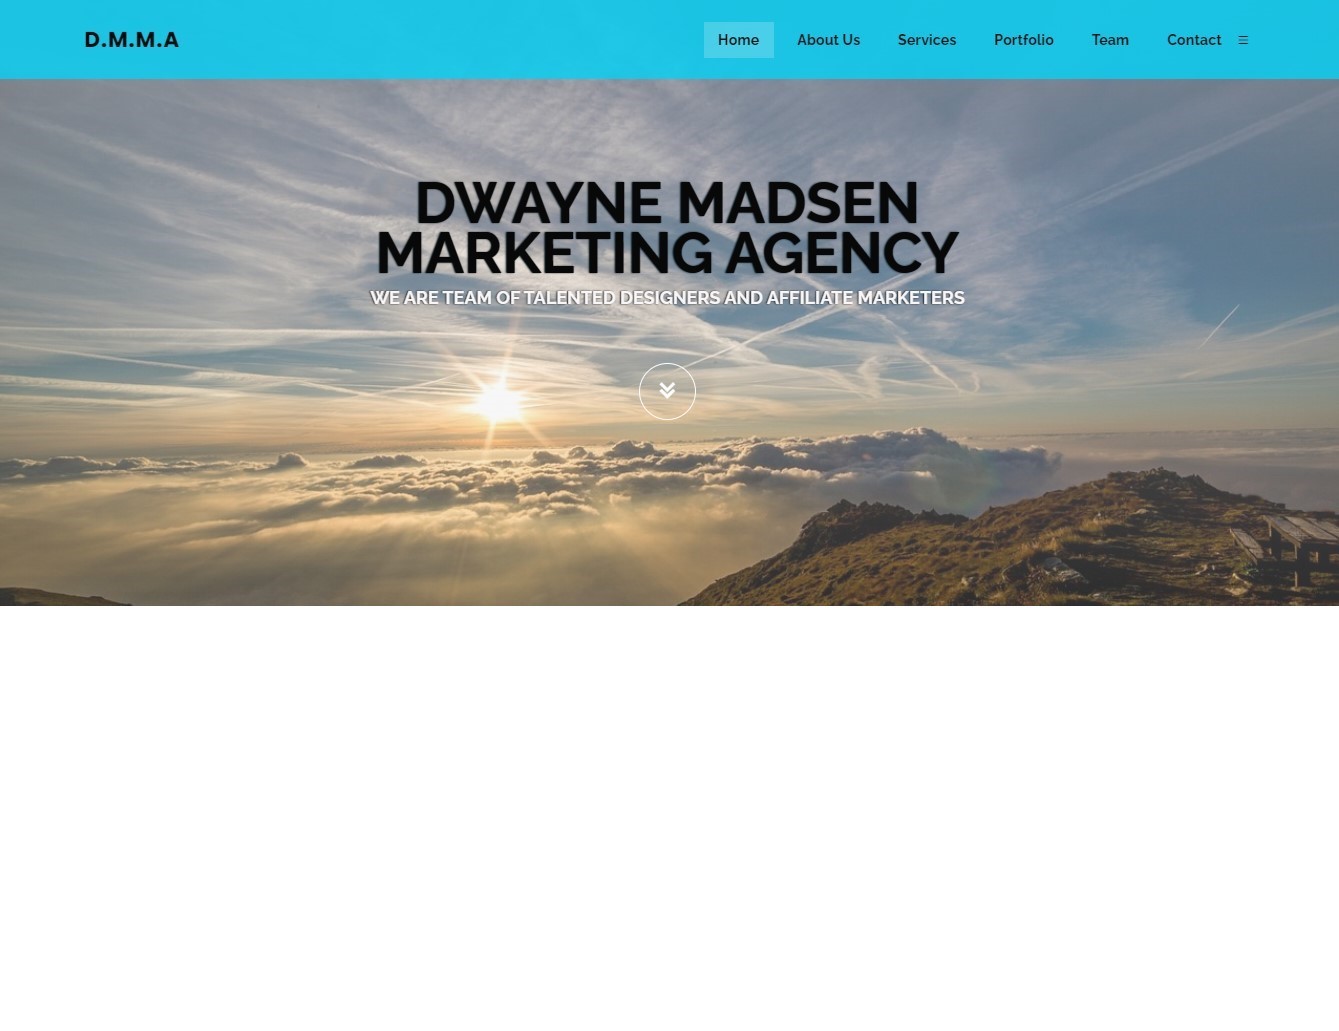 D.M.M.A
Home About Us Services Portfolio Team Contact
DWAYNE MADSEN
MARKETING AGENCY
WE ARE TEAM OF TALENTED DESIGNERS AND AFFILIATE MARKETERS